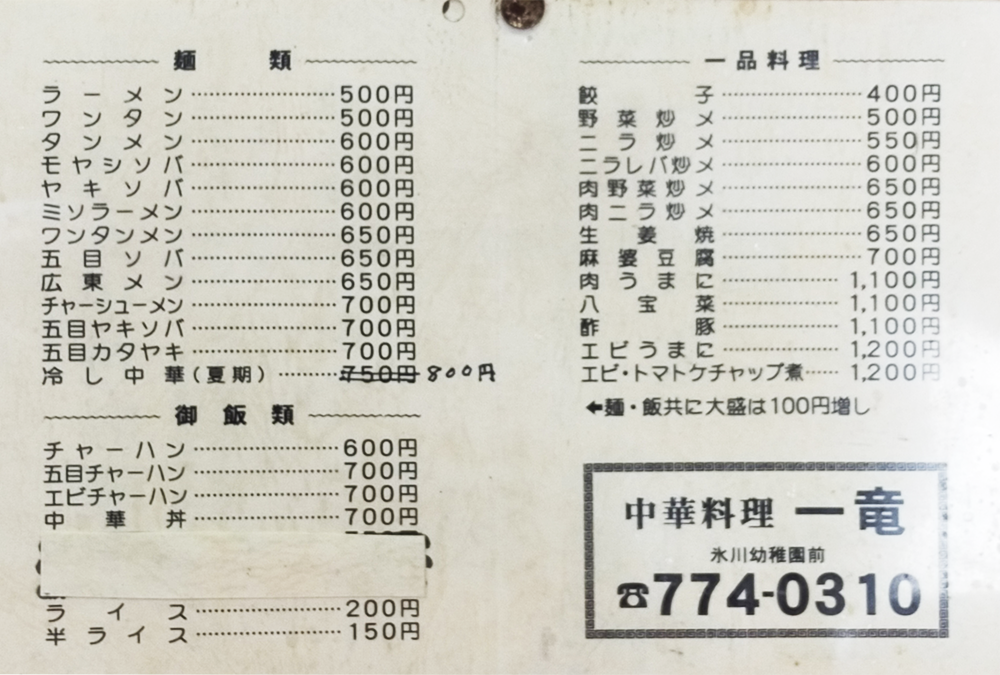 麺類
ラーメン 500円
ワンタン 500円
タンメン 600円
モヤシソバ 600円
ヤキソバ 600円
ミソラーメン 600円
ワンタンメン 650円
五目ソバ 650円
広東メン 650円
チャーシューメン 700円
五目ヤキソバ 700円
五目カタヤキ 700円
冷し中華(夏期) 750円 800円
御飯類
チャーハン 600円
五目チャーハン 700円
エビチャーハン 700円
中華丼 700円
ライス 200円
半ライス 150円
一品料理
餃子 400円
野菜炒メ 500円
ニラ炒メ 550円
ニラレバ炒メ 600円
肉野菜炒メ 650円
肉ニラ炒メ 650円
生姜焼 650円
麻婆豆腐 700円
肉うまに 1,100円
八宝菜 1,100円
酢豚 1,100円
エビうまに 1,200円
エビ・トマトケチャップ煮 1,200円
←麺・飯共に大盛は100円増し
中華料理 一竜
氷川幼稚園前
☎774-0310